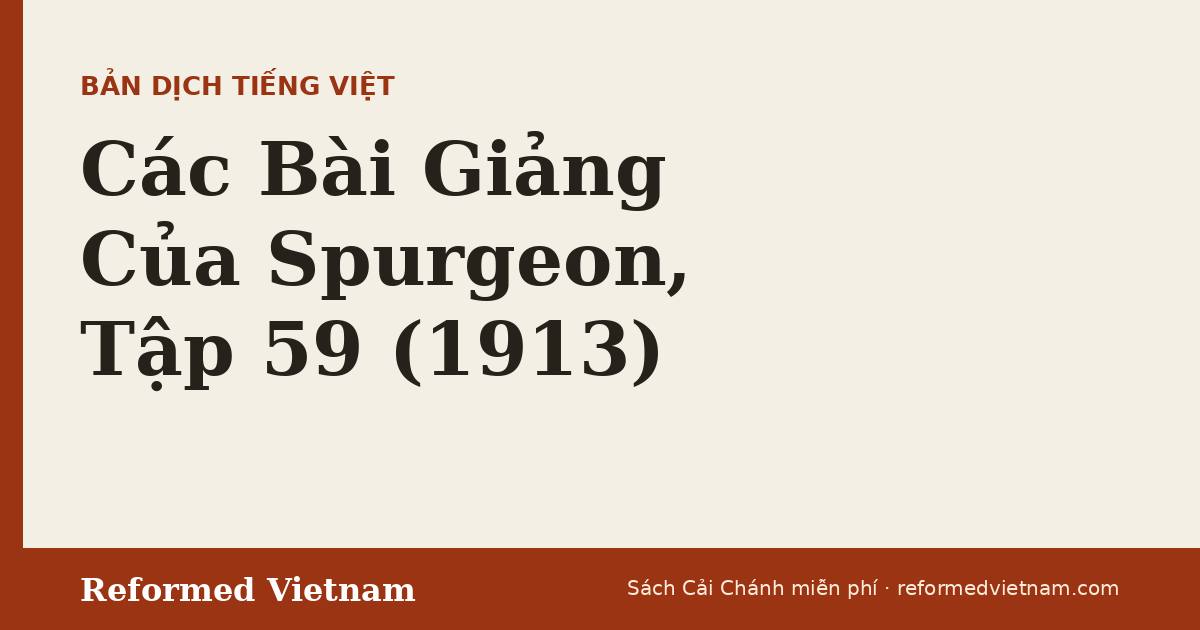 BẢN DỊCH TIẾNG VIỆT
Các Bài Giảng
Của Spurgeon,
Tập 59 (1913)
Reformed Vietnam
Sách Cải Chánh miễn phí · reformedvietnam.com